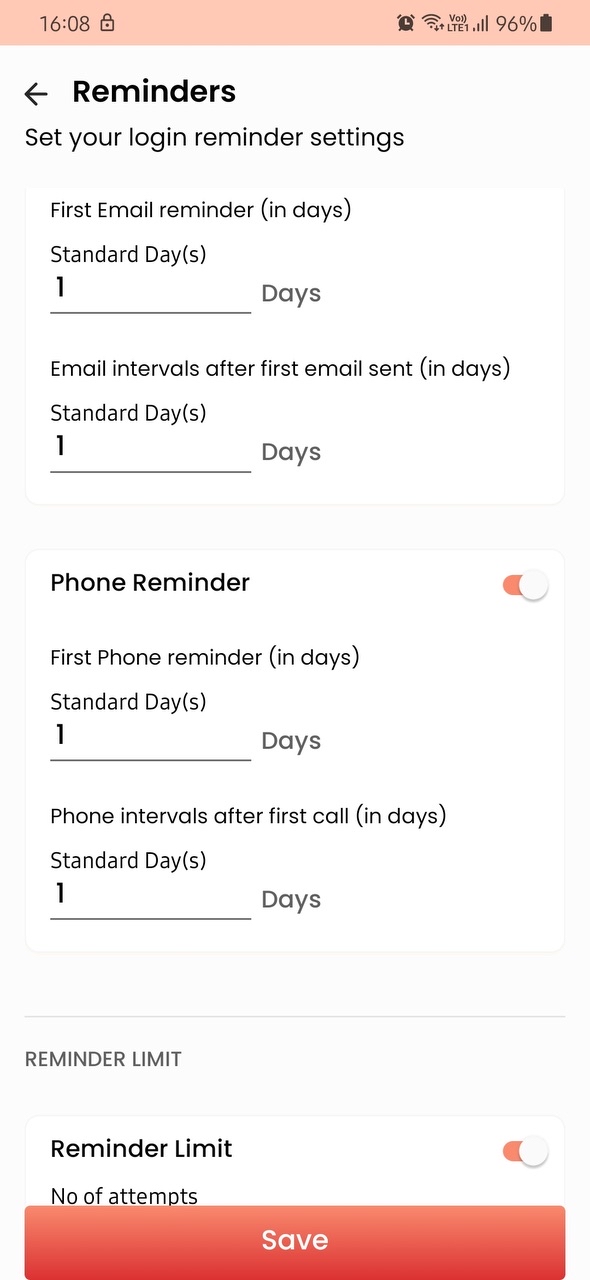 16:08
Vo))
LTE1
96%
Reminders
Set your login reminder settings
First Email reminder (in days)
Standard Day(s)
1 Days
Email intervals after first email sent (in days)
Standard Day(s)
1 Days
Phone Reminder
First Phone reminder (in days)
Standard Day(s)
1 Days
Phone intervals after first call (in days)
Standard Day(s)
1 Days
REMINDER LIMIT
Reminder Limit
No of attempts
Save